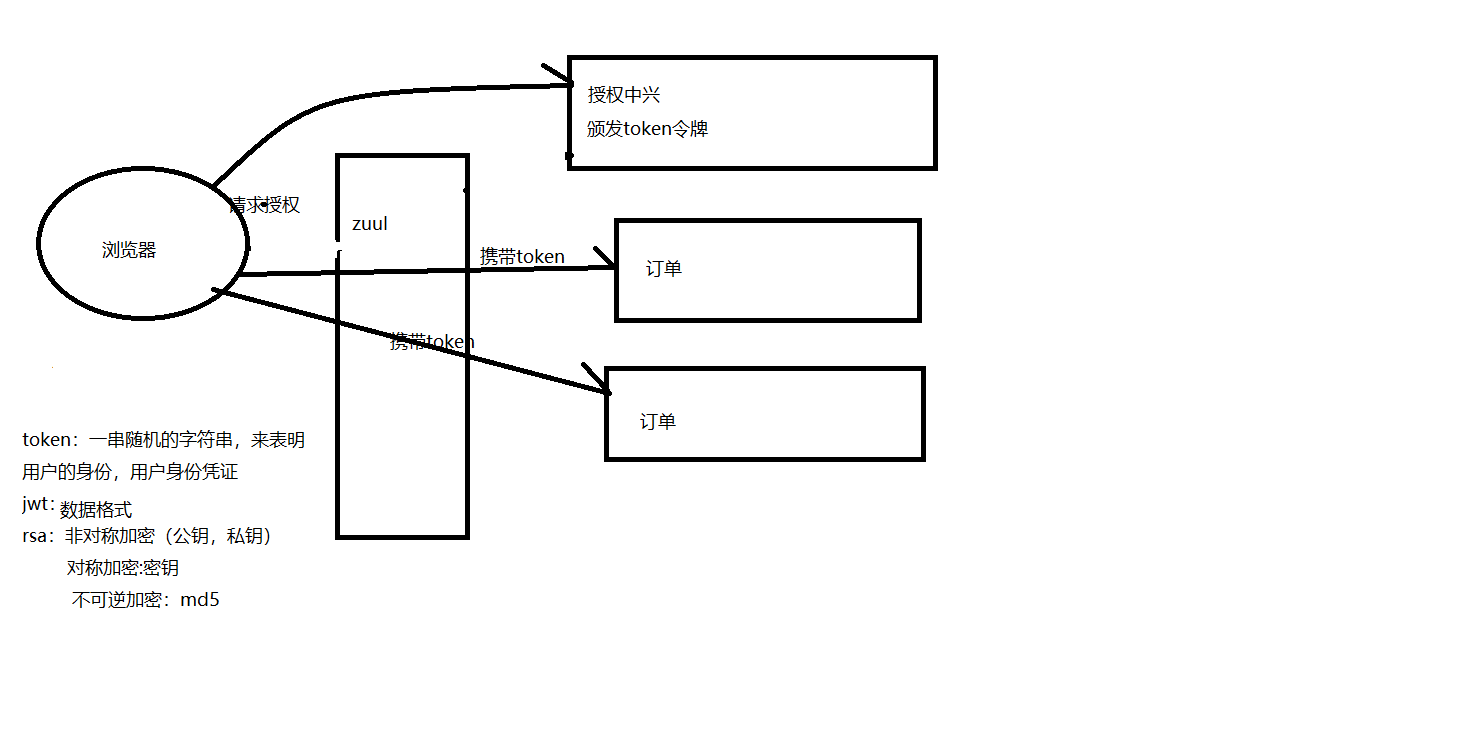 授权中兴
颁发token令牌
请求授权
zuul
浏览器
携带token
订单
携带token
订单
token：一串随机的字符串，来表明
用户的身份，用户身份凭证
jwt：数据格式
rsa：非对称加密（公钥，私钥）
对称加密:密钥
不可逆加密：md5